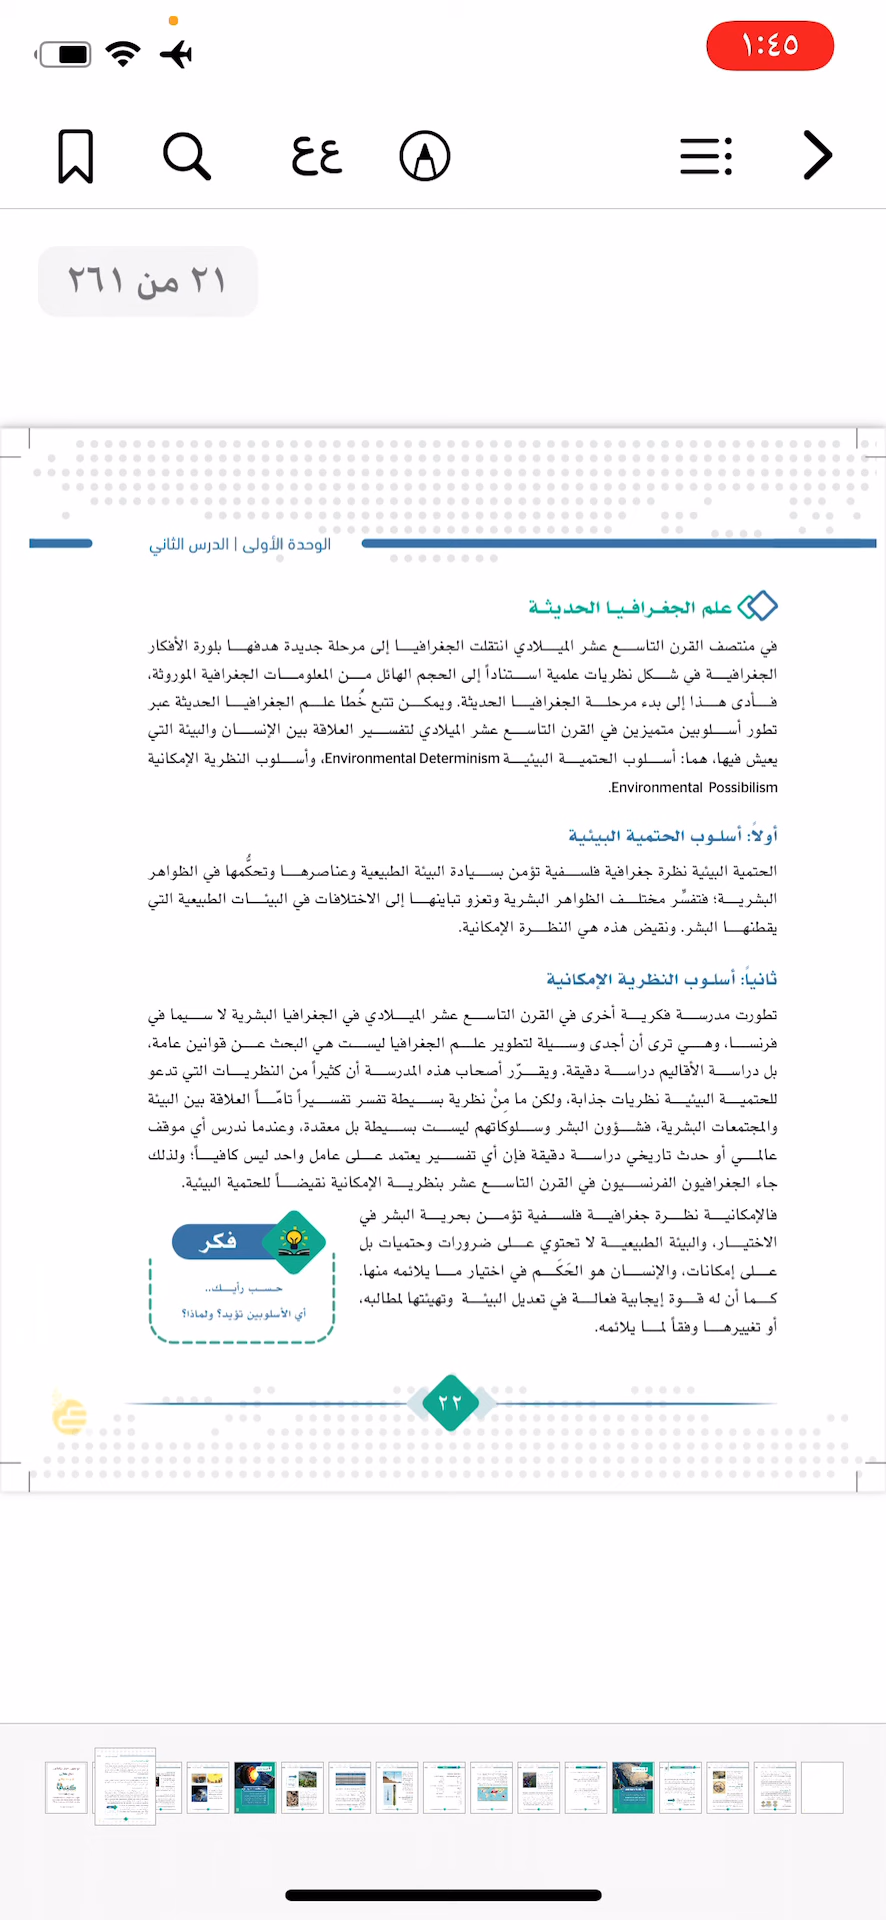 ١:٤٥
عع
٢١ من ٢٦١
الوحدة الأولى | الدرس الثاني
علم الجغرافيا الحديثة
في منتصف القرن التاسع عشر الميلادي انتقلت الجغرافيا إلى مرحلة جديدة هدفها بلورة الأفكار
الجغرافية في شكل نظريات علمية استناداً إلى الحجم الهائل من المعلومات الجغرافية الموروثة،
فأدى هذا إلى بدء مرحلة الجغرافيا الحديثة. ويمكن تتبع خُطا علم الجغرافيا الحديثة عبر
تطور أسلوبين متميزين في القرن التاسع عشر الميلادي لتفسير العلاقة بين الإنسان والبيئة التي
يعيش فيها، هما: أسلوب الحتمية البيئية Environmental Determinism، وأسلوب النظرية الإمكانية
Environmental Possibilism.
أولاً: أسلوب الحتمية البيئية
الحتمية البيئية نظرة جغرافية فلسفية تؤمن بسيادة البيئة الطبيعية وعناصرها وتحكُّمها في الظواهر
البشرية؛ فتفسِّر مختلف الظواهر البشرية وتعزو تباينها إلى الاختلافات في البيئات الطبيعية التي
يقطنها البشر. ونقيض هذه هي النظرة الإمكانية.
ثانياً: أسلوب النظرية الإمكانية
تطورت مدرسة فكرية أخرى في القرن التاسع عشر الميلادي في الجغرافيا البشرية لا سيما في
فرنسا، وهي ترى أن أجدى وسيلة لتطوير علم الجغرافيا ليست هي البحث عن قوانين عامة،
بل دراسة الأقاليم دراسة دقيقة. ويقرّر أصحاب هذه المدرسة أن كثيراً من النظريات التي تدعو
للحتمية البيئية نظريات جذابة، ولكن ما مِنْ نظرية بسيطة تفسر تفسيراً تامّاً العلاقة بين البيئة
والمجتمعات البشرية، فشؤون البشر وسلوكاتهم ليست بسيطة بل معقدة، وعندما ندرس أي موقف
عالمي أو حدث تاريخي دراسة دقيقة فإن أي تفسير يعتمد على عامل واحد ليس كافياً؛ ولذلك
جاء الجغرافيون الفرنسيون في القرن التاسع عشر بنظرية الإمكانية نقيضاً للحتمية البيئية.
فالإمكانية نظرة جغرافية فلسفية تؤمن بحرية البشر في
الاختيار، والبيئة الطبيعية لا تحتوي على ضرورات وحتميات بل
على إمكانات، والإنسان هو الحَكَم في اختيار ما يلائمه منها.
كما أن له قوة إيجابية فعالة في تعديل البيئة وتهيئتها لمطالبه،
أو تغييرها وفقاً لما يلائمه.
فكر
حسب رأيك..
أي الأسلوبين تؤيد؟ ولماذا؟
٢٢